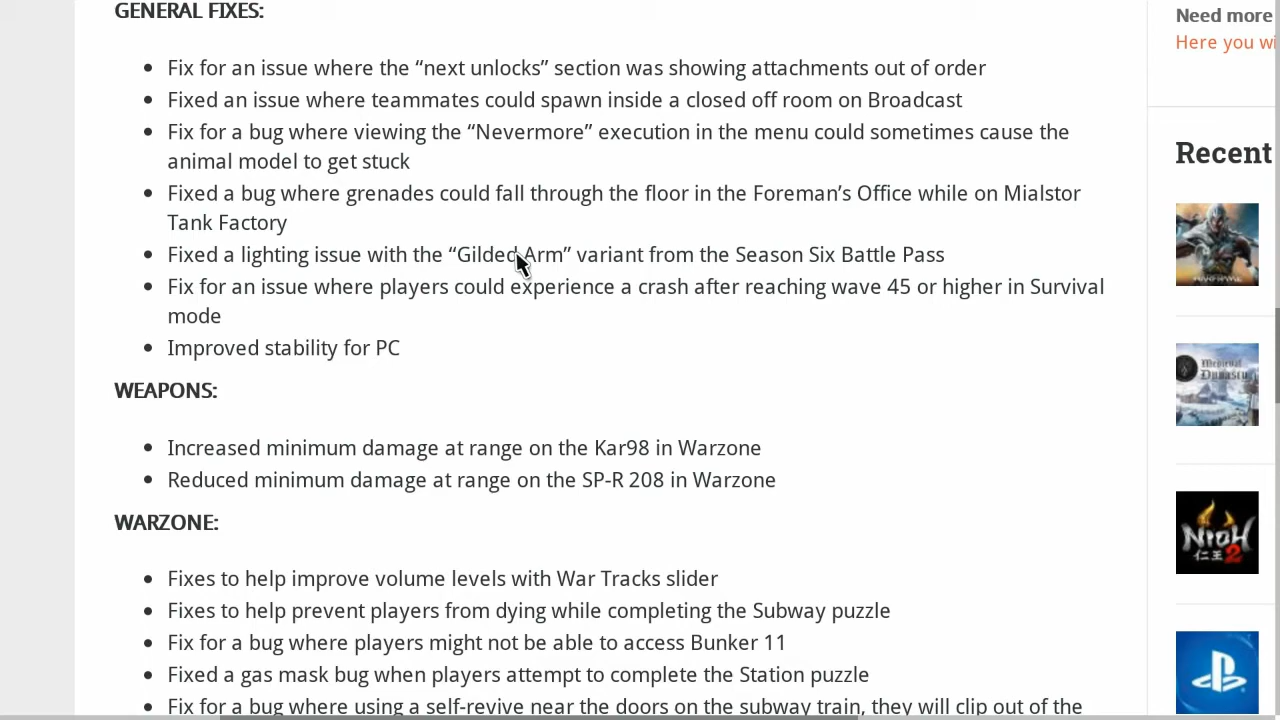 GENERAL FIXES:
Fix for an issue where the “next unlocks” section was showing attachments out of order
Fixed an issue where teammates could spawn inside a closed off room on Broadcast
Fix for a bug where viewing the “Nevermore” execution in the menu could sometimes cause the
animal model to get stuck
Fixed a bug where grenades could fall through the floor in the Foreman’s Office while on Mialstor
Tank Factory
Fixed a lighting issue with the “Gilded Arm” variant from the Season Six Battle Pass
Fix for an issue where players could experience a crash after reaching wave 45 or higher in Survival
mode
Improved stability for PC
WEAPONS:
Increased minimum damage at range on the Kar98 in Warzone
Reduced minimum damage at range on the SP-R 208 in Warzone
WARZONE:
Fixes to help improve volume levels with War Tracks slider
Fixes to help prevent players from dying while completing the Subway puzzle
Fix for a bug where players might not be able to access Bunker 11
Fixed a gas mask bug when players attempt to complete the Station puzzle
Fix for a bug where using a self-revive near the doors on the subway train, they will clip out of the
Need more
Here you wi
Recent
Medieval
Dynasty
NIOH
仁王2